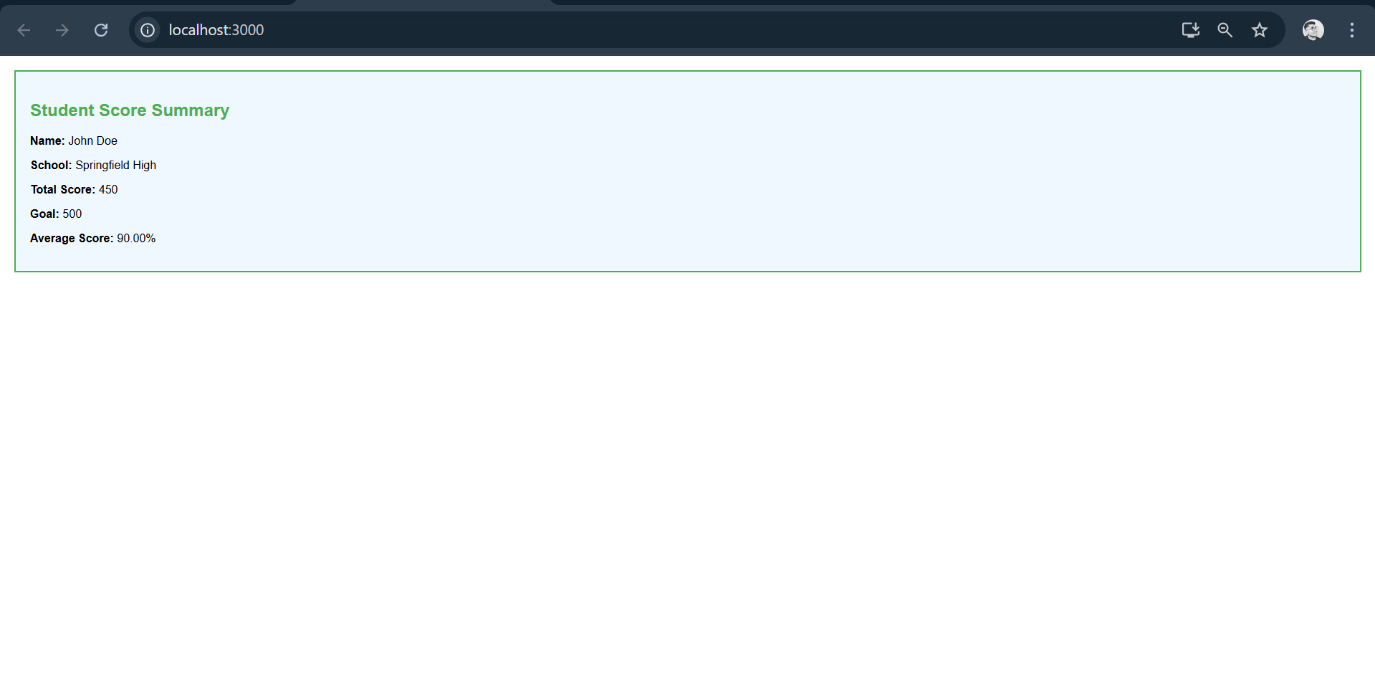 localhost:3000
Student Score Summary
Name: John Doe
School: Springfield High
Total Score: 450
Goal: 500
Average Score: 90.00%